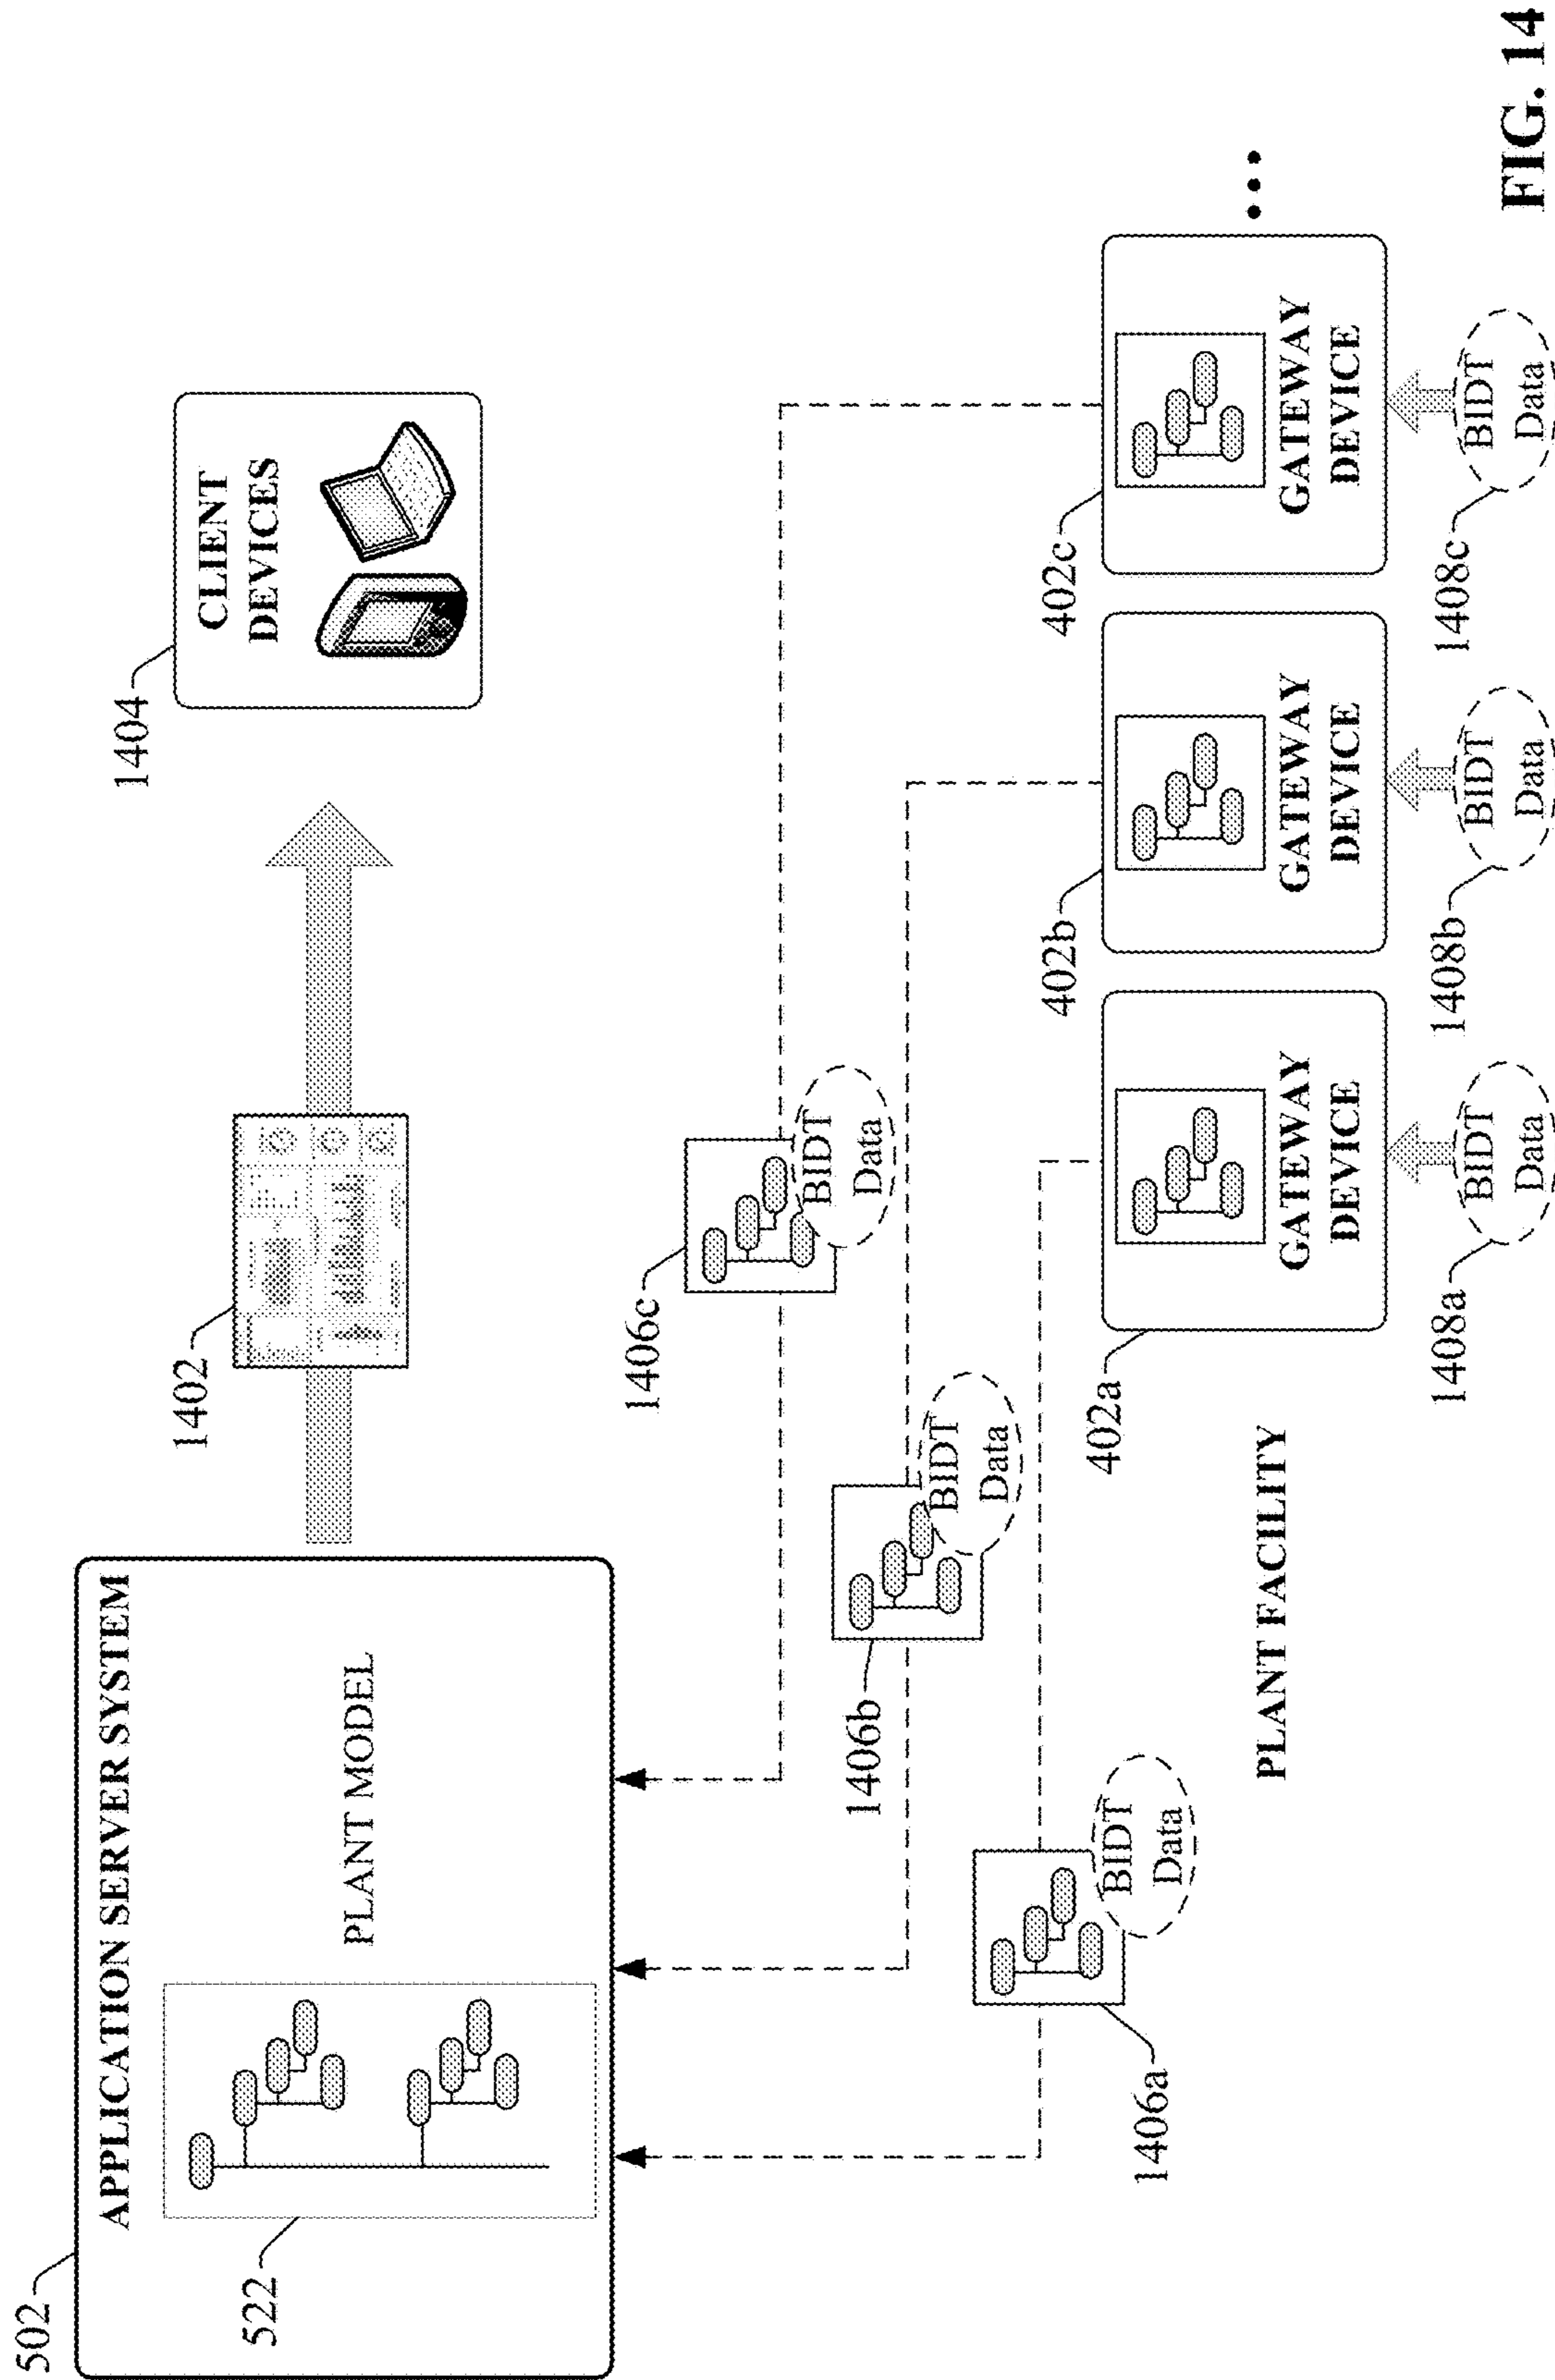 502
APPLICATION SERVER SYSTEM
522
PLANT MODEL
1402
1404
CLIENT
DEVICES
1406c
BIDT
Data
1406b
BIDT
Data
1406a
BIDT
Data
PLANT FACILITY
402a
GATEWAY
DEVICE
402b
GATEWAY
DEVICE
402c
GATEWAY
DEVICE
...
1408a
BIDT
Data
1408b
BIDT
Data
1408c
BIDT
Data
FIG. 14